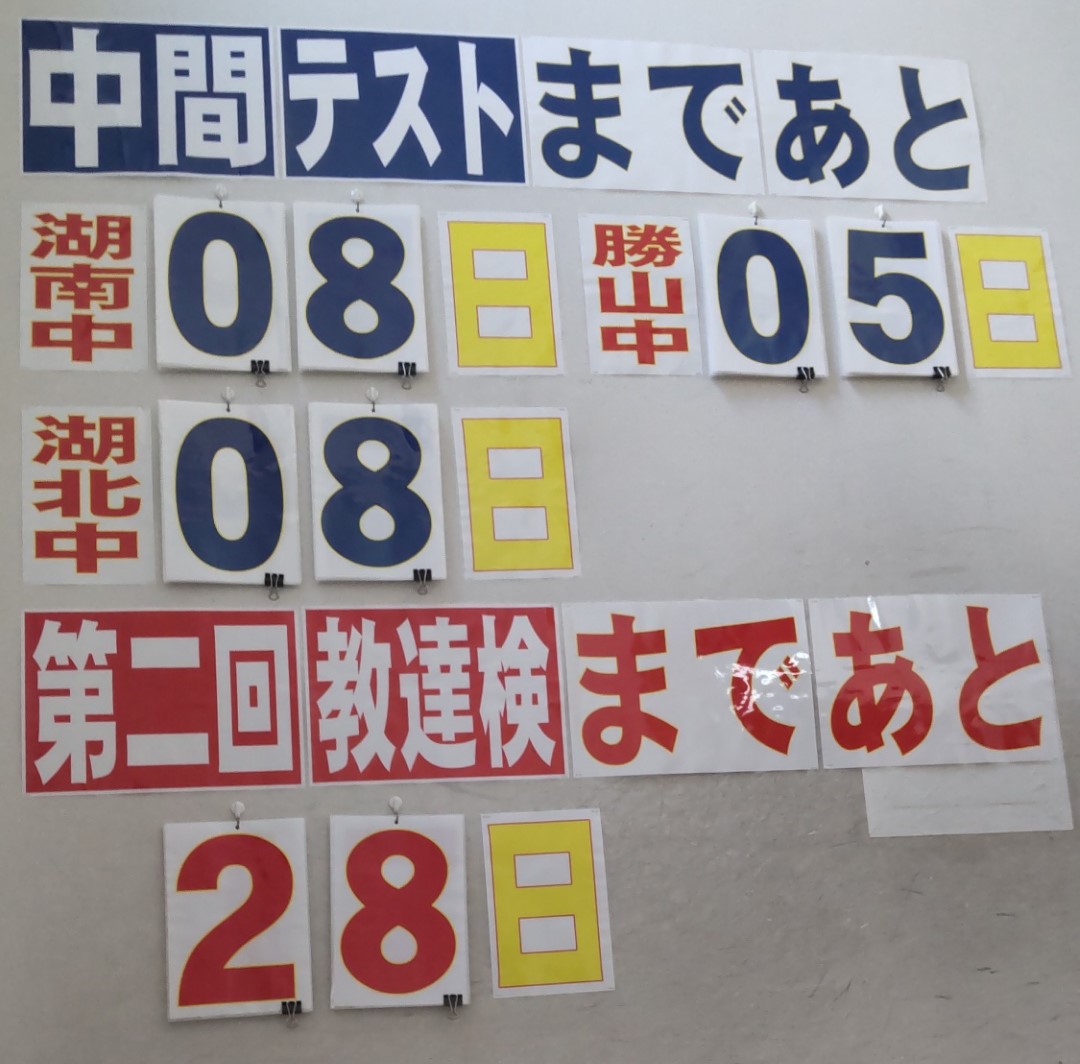 中間テストまであと
湖南中 08日 勝山中 05日
湖北中 08日
第二回教達検まであと
28日